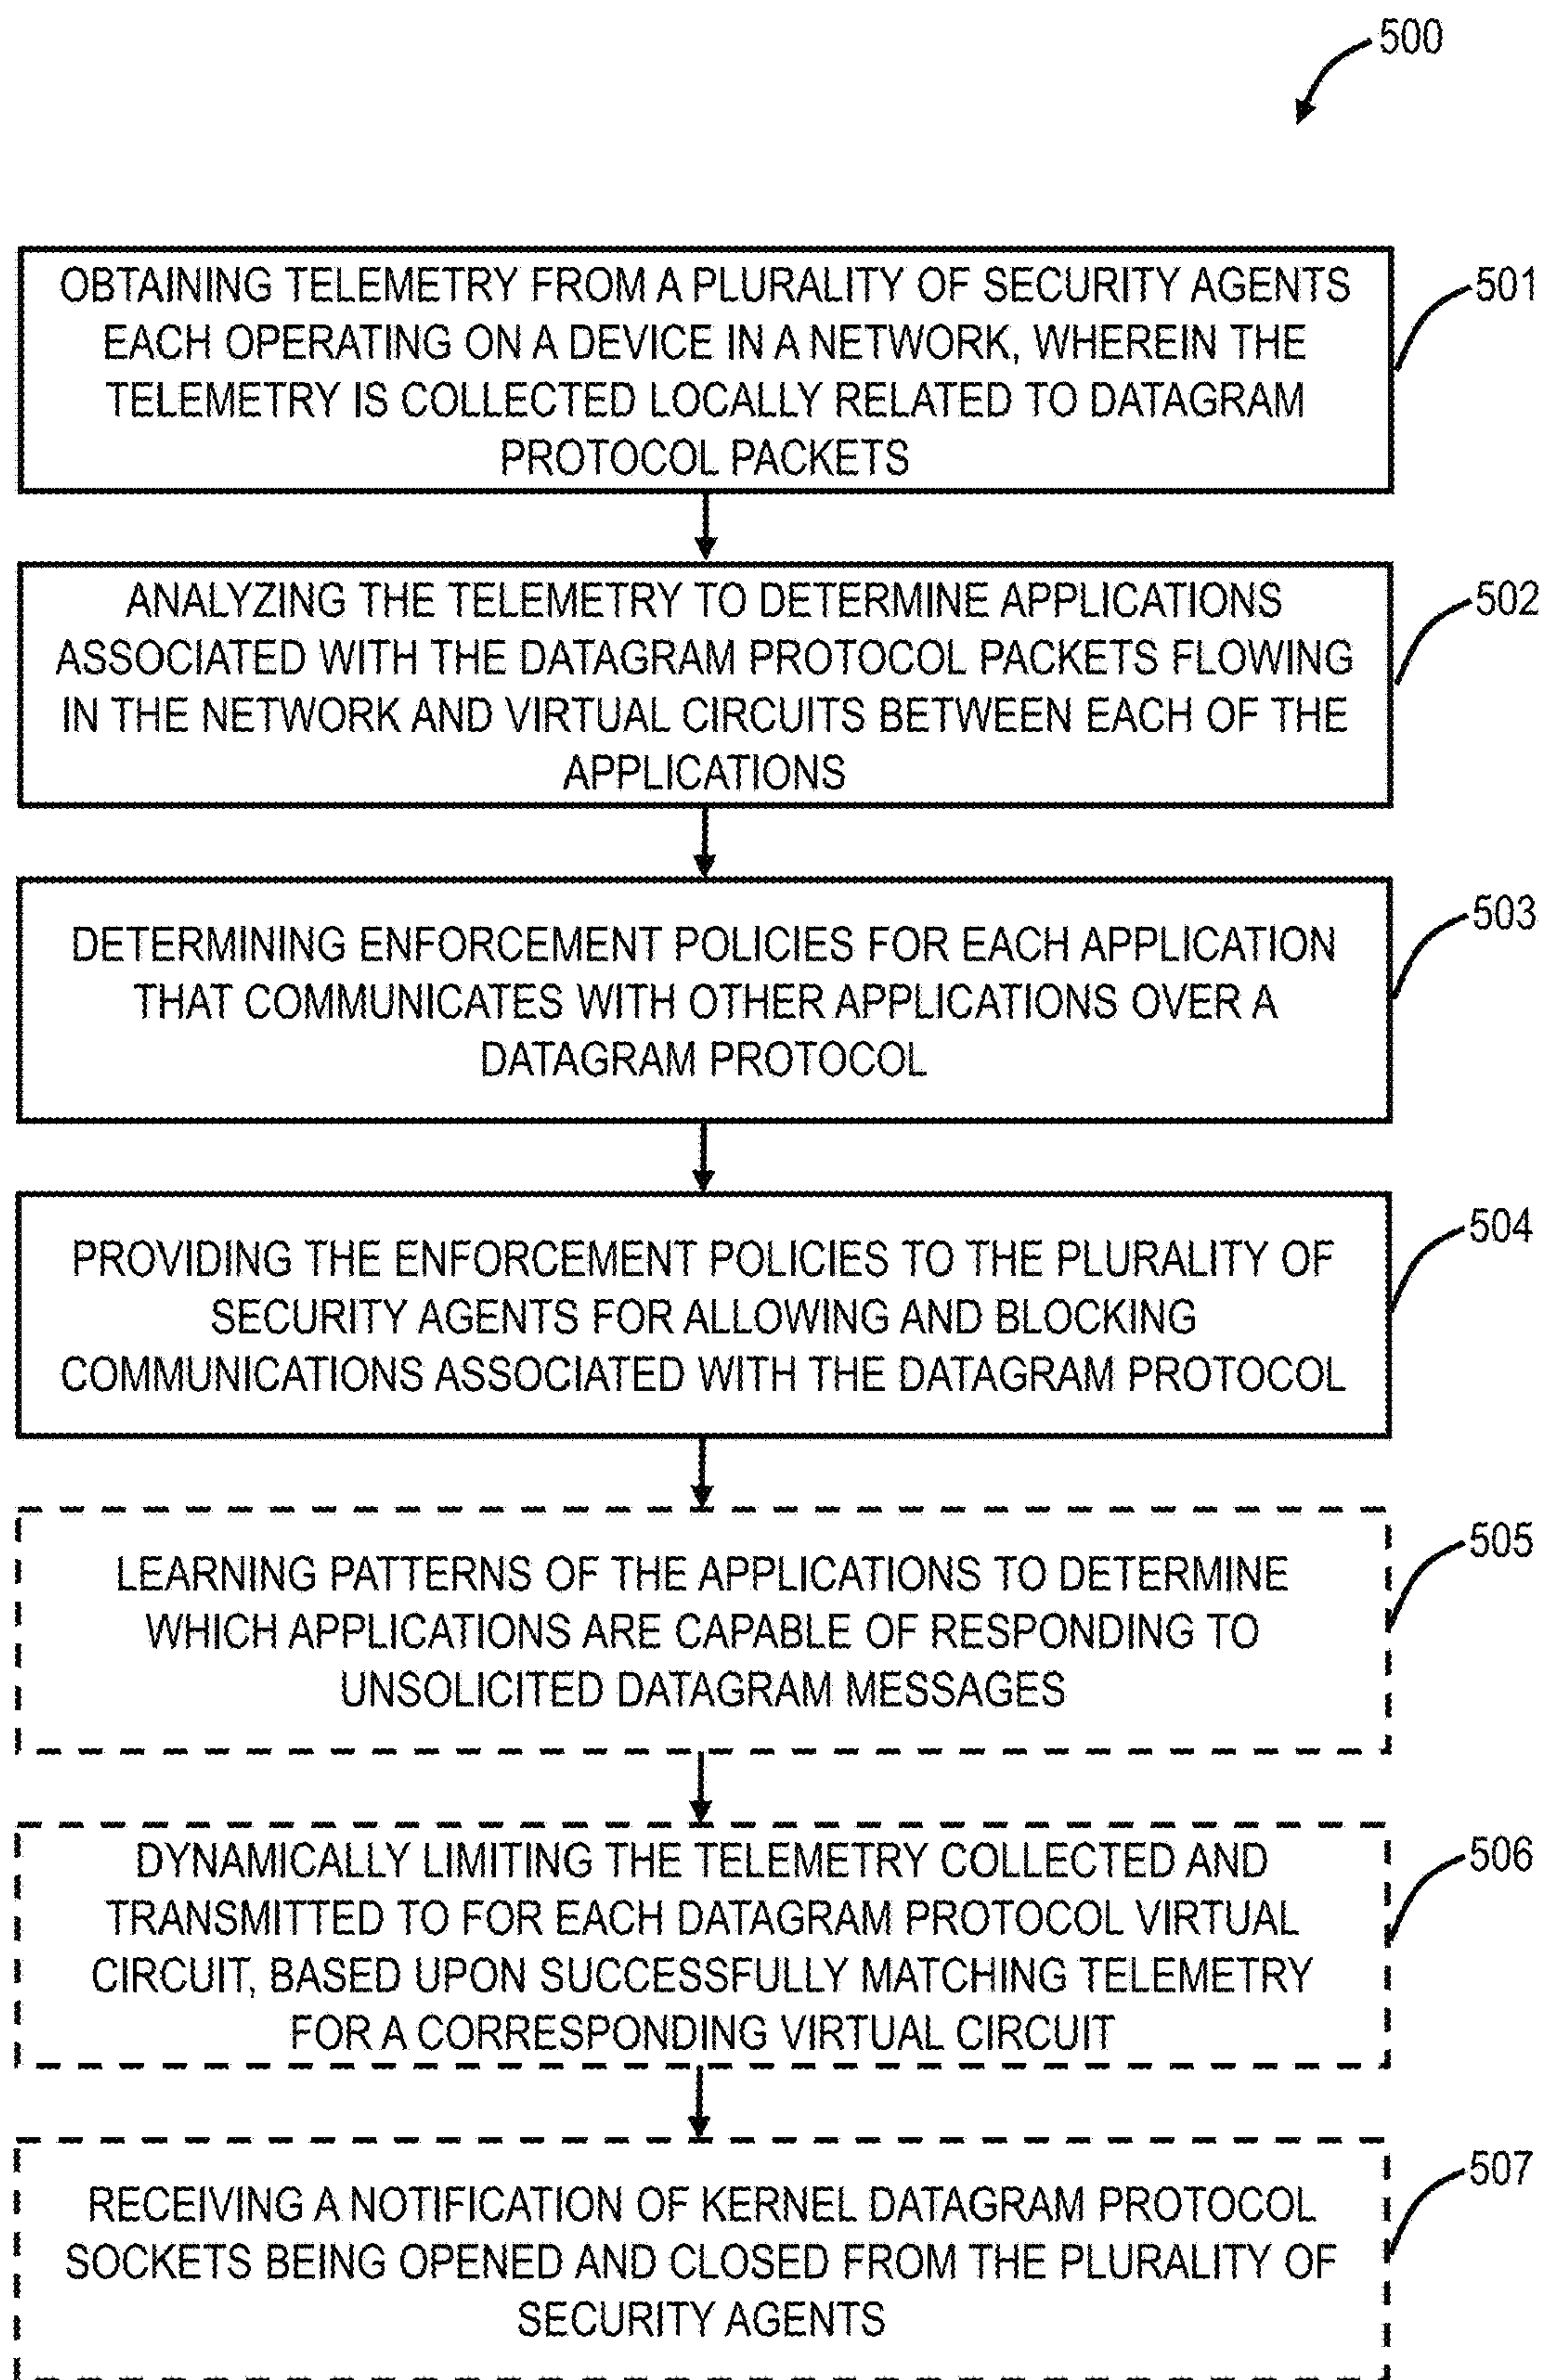 500
OBTAINING TELEMETRY FROM A PLURALITY OF SECURITY AGENTS
EACH OPERATING ON A DEVICE IN A NETWORK, WHEREIN THE
TELEMETRY IS COLLECTED LOCALLY RELATED TO DATAGRAM
PROTOCOL PACKETS
501
ANALYZING THE TELEMETRY TO DETERMINE APPLICATIONS
ASSOCIATED WITH THE DATAGRAM PROTOCOL PACKETS FLOWING
IN THE NETWORK AND VIRTUAL CIRCUITS BETWEEN EACH OF THE
APPLICATIONS
502
DETERMINING ENFORCEMENT POLICIES FOR EACH APPLICATION
THAT COMMUNICATES WITH OTHER APPLICATIONS OVER A
DATAGRAM PROTOCOL
503
PROVIDING THE ENFORCEMENT POLICIES TO THE PLURALITY OF
SECURITY AGENTS FOR ALLOWING AND BLOCKING
COMMUNICATIONS ASSOCIATED WITH THE DATAGRAM PROTOCOL
504
LEARNING PATTERNS OF THE APPLICATIONS TO DETERMINE
WHICH APPLICATIONS ARE CAPABLE OF RESPONDING TO
UNSOLICITED DATAGRAM MESSAGES
505
DYNAMICALLY LIMITING THE TELEMETRY COLLECTED AND
TRANSMITTED TO FOR EACH DATAGRAM PROTOCOL VIRTUAL
CIRCUIT, BASED UPON SUCCESSFULLY MATCHING TELEMETRY
FOR A CORRESPONDING VIRTUAL CIRCUIT
506
RECEIVING A NOTIFICATION OF KERNEL DATAGRAM PROTOCOL
SOCKETS BEING OPENED AND CLOSED FROM THE PLURALITY OF
SECURITY AGENTS
507